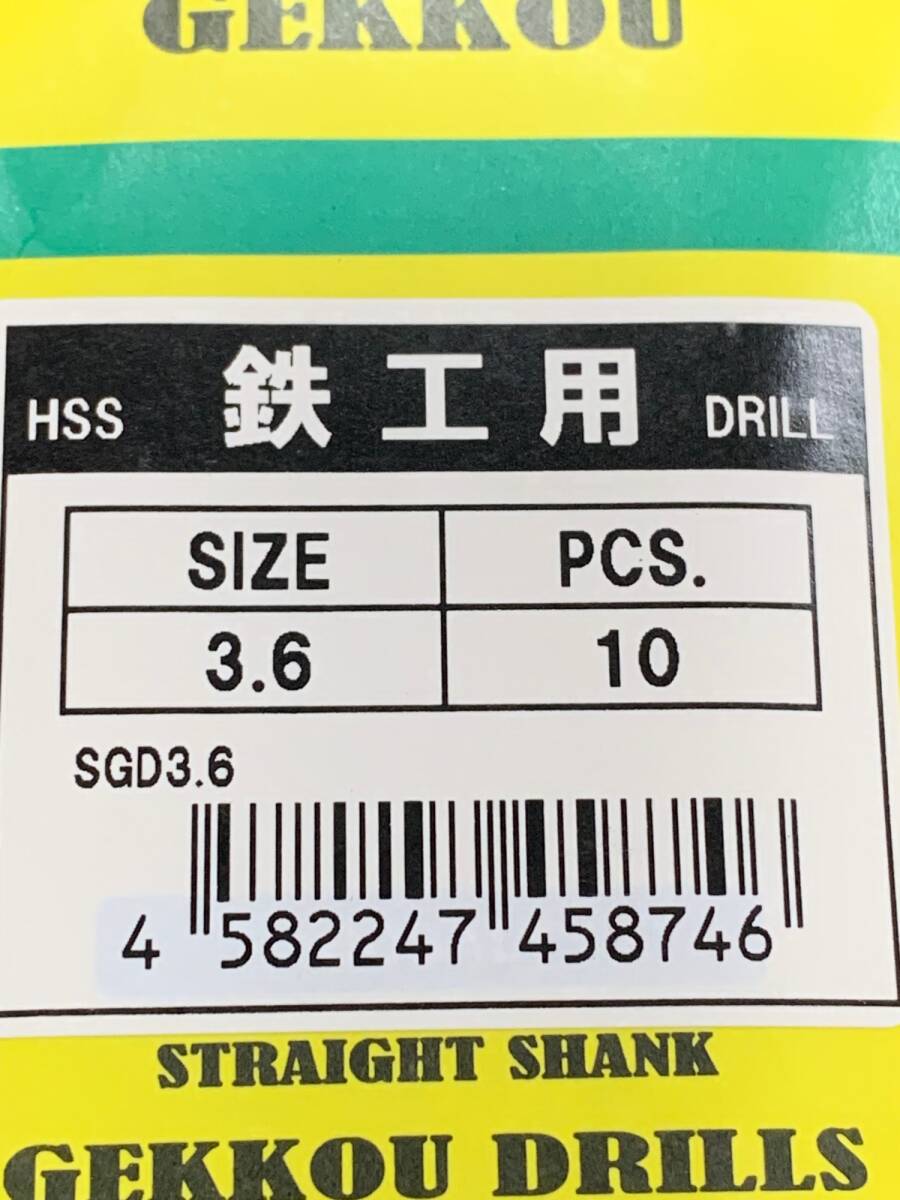 GEKKOU
HSS 鉄工用 DRILL
SIZE PCS.
3.6 10
SGD3.6
4 582247 458746
STRAIGHT SHANK
GEKKOU DRILLS